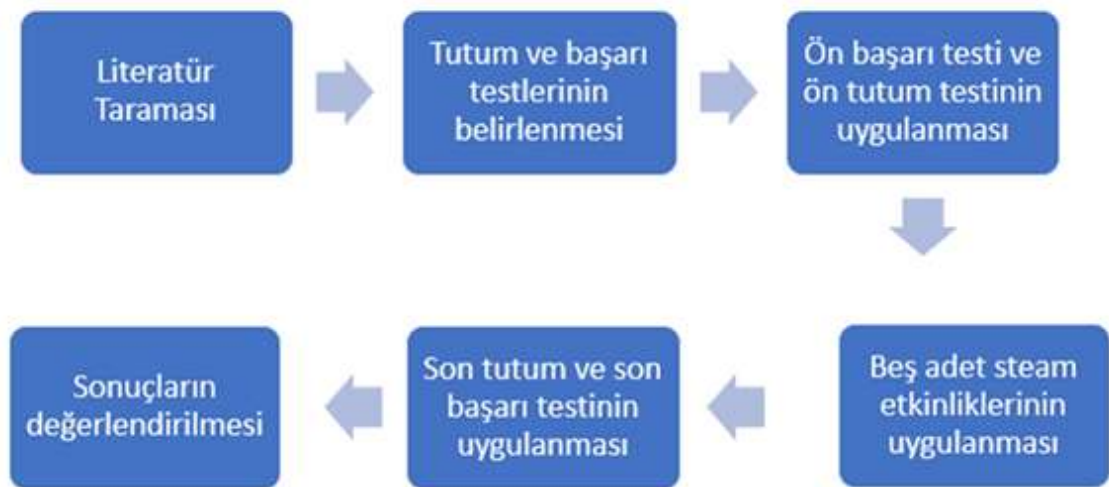 Literatür
Taraması
Tutum ve başarı
testlerinin
belirlenmesi
Ön başarı testi ve
ön tutum testinin
uygulanması
Beş adet steam
etkinliklerinin
uygulanması
Son tutum ve son
başarı testinin
uygulanması
Sonuçların
değerlendirilmesi